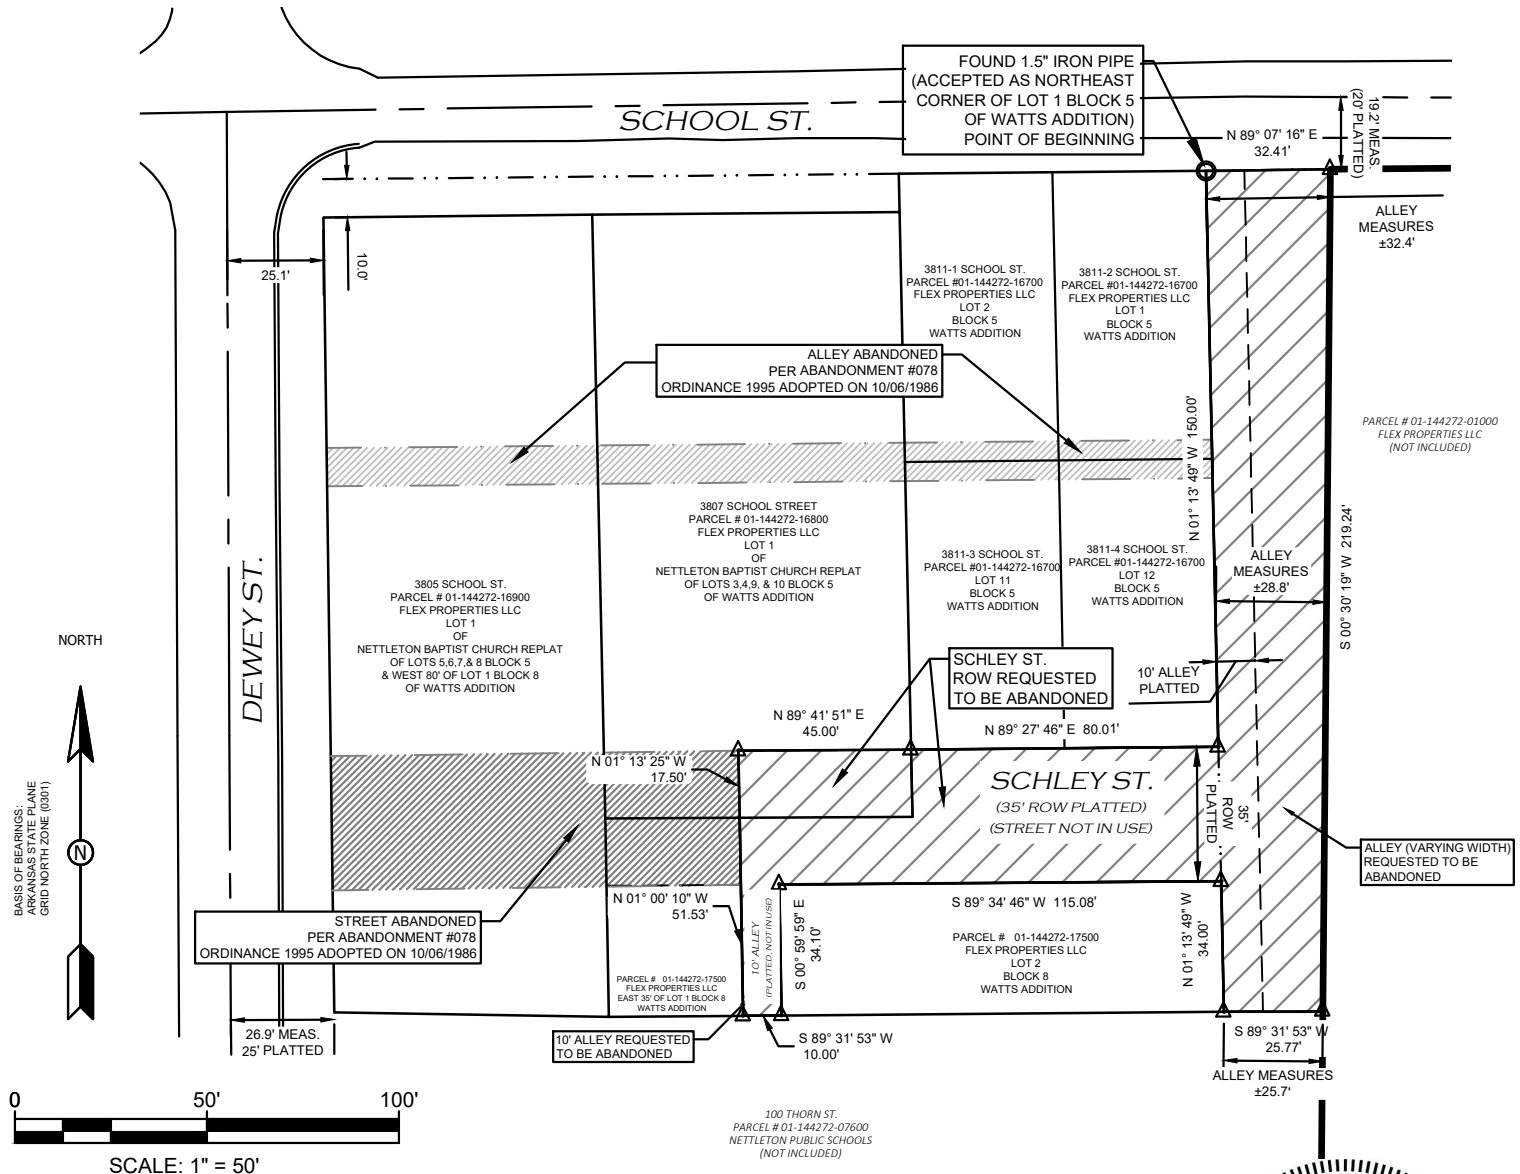 FOUND 1.5" IRON PIPE
(ACCEPTED AS NORTHEAST
CORNER OF LOT 1 BLOCK 5
OF WATTS ADDITION)
POINT OF BEGINNING
SCHOOL ST.
N 89° 07' 16" E
32.41'
19.2' MEAS.
(20' PLATTED)
ALLEY
MEASURES
±32.4'
25.1'
10.0'
3811-1 SCHOOL ST.
PARCEL #01-144272-16700
FLEX PROPERTIES LLC
LOT 2
BLOCK 5
WATTS ADDITION
3811-2 SCHOOL ST.
PARCEL #01-144272-16700
FLEX PROPERTIES LLC
LOT 1
BLOCK 5
WATTS ADDITION
ALLEY ABANDONED
PER ABANDONMENT #078
ORDINANCE 1995 ADOPTED ON 10/06/1986
N 01° 13' 49" W 150.00'
PARCEL # 01-144272-01000
FLEX PROPERTIES LLC
(NOT INCLUDED)
S 00° 30' 19" W 219.24'
3807 SCHOOL STREET
PARCEL # 01-144272-16800
FLEX PROPERTIES LLC
LOT 1
OF
NETTLETON BAPTIST CHURCH REPLAT
OF LOTS 3,4,9, & 10 BLOCK 5
OF WATTS ADDITION
3811-3 SCHOOL ST.
PARCEL #01-144272-16700
LOT 11
BLOCK 5
WATTS ADDITION
3811-4 SCHOOL ST.
PARCEL #01-144272-16700
LOT 12
BLOCK 5
WATTS ADDITION
ALLEY
MEASURES
±28.8'
3805 SCHOOL ST.
PARCEL # 01-144272-16900
FLEX PROPERTIES LLC
LOT 1
OF
NETTLETON BAPTIST CHURCH REPLAT
OF LOTS 5,6,7,& 8 BLOCK 5
& WEST 80' OF LOT 1 BLOCK 8
OF WATTS ADDITION
DEWEY ST.
NORTH
N
BASIS OF BEARINGS:
ARKANSAS STATE PLANE
GRID NORTH ZONE (0301)
SCHLEY ST.
ROW REQUESTED
TO BE ABANDONED
10' ALLEY
PLATTED
N 89° 41' 51" E
45.00'
N 89° 27' 46" E 80.01'
N 01° 13' 25" W
17.50'
SCHLEY ST.
(35' ROW PLATTED)
(STREET NOT IN USE)
35'
ROW
PLATTED
ALLEY (VARYING WIDTH)
REQUESTED TO BE
ABANDONED
STREET ABANDONED
PER ABANDONMENT #078
ORDINANCE 1995 ADOPTED ON 10/06/1986
N 01° 00' 10" W
51.53'
10' ALLEY
(PLATTED, NOT IN USE)
S 00° 59' 59" E
34.10'
S 89° 34' 46" W 115.08'
PARCEL # 01-144272-17500
FLEX PROPERTIES LLC
LOT 2
BLOCK 8
WATTS ADDITION
N 01° 13' 49" W
34.00'
PARCEL # 01-144272-17500
FLEX PROPERTIES LLC
EAST 35' OF LOT 1 BLOCK 8
WATTS ADDITION
10' ALLEY REQUESTED
TO BE ABANDONED
S 89° 31' 53" W
10.00'
S 89° 31' 53" W
25.77'
ALLEY MEASURES
±25.7'
26.9' MEAS.
25' PLATTED
0 50' 100'
SCALE: 1" = 50'
100 THORN ST.
PARCEL # 01-144272-07600
NETTLETON PUBLIC SCHOOLS
(NOT INCLUDED)